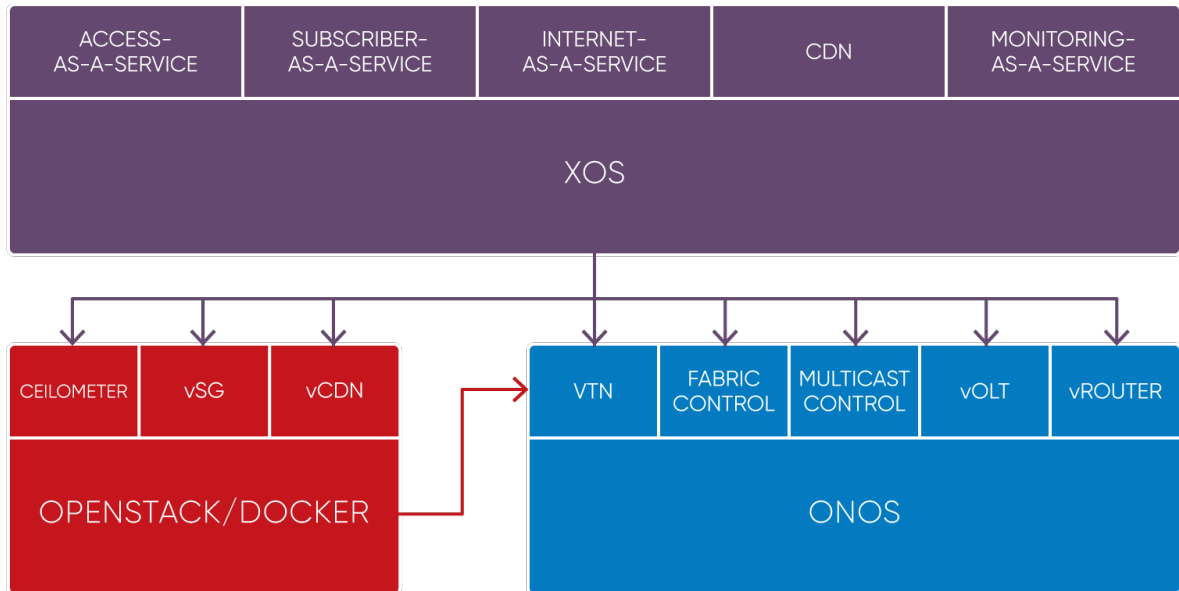 ACCESS-
AS-A-SERVICE
SUBSCRIBER-
AS-A-SERVICE
INTERNET-
AS-A-SERVICE
CDN
MONITORING-
AS-A-SERVICE
XOS
CEILOMETER
vSG
vCDN
VTN
FABRIC
CONTROL
MULTICAST
CONTROL
vOLT
vROUTER
OPENSTACK/DOCKER
ONOS